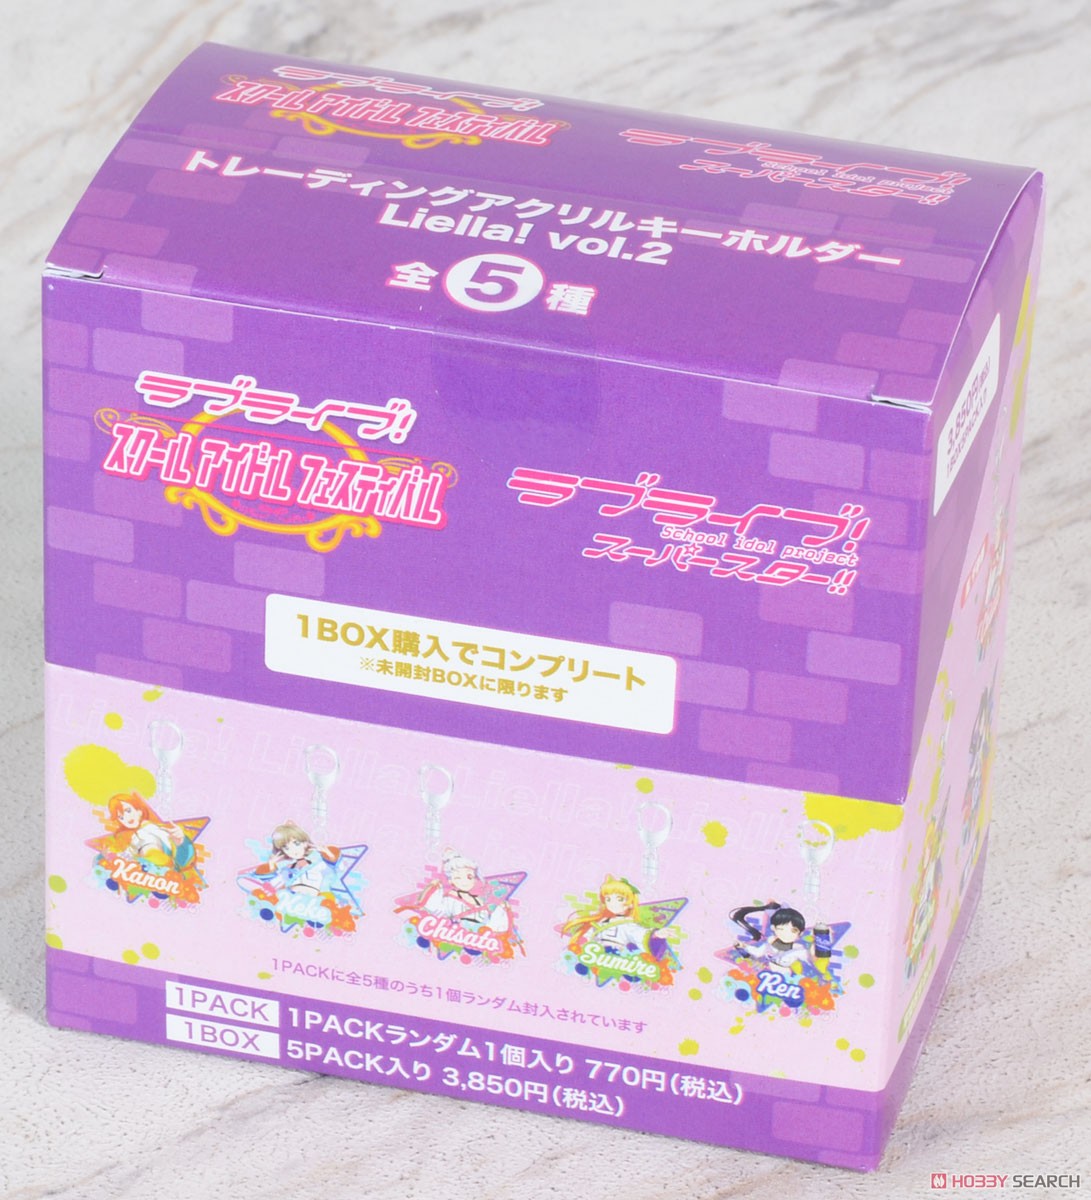 ラブライブ!
スクール アイドル フェスティバル
ラブライブ!
School idol project
スーパースター!!
トレーディングアクリルキーホルダー
Liella! vol.2
全5種
ラブライブ!
スクール アイドル フェスティバル
ラブライブ!
School idol project
スーパースター!!
1BOX購入でコンプリート
※未開封BOXに限ります
Liella! Liella! Liella! Liella!
Kanon
Keke
Chisato
Sumire
Ren
1PACKに全5種のうち1個ランダム封入されています
1PACK 1PACKランダム1個入り 770円(税込)
1BOX 5PACK入り 3,850円(税込)
3,850円
HOBBY SEARCH